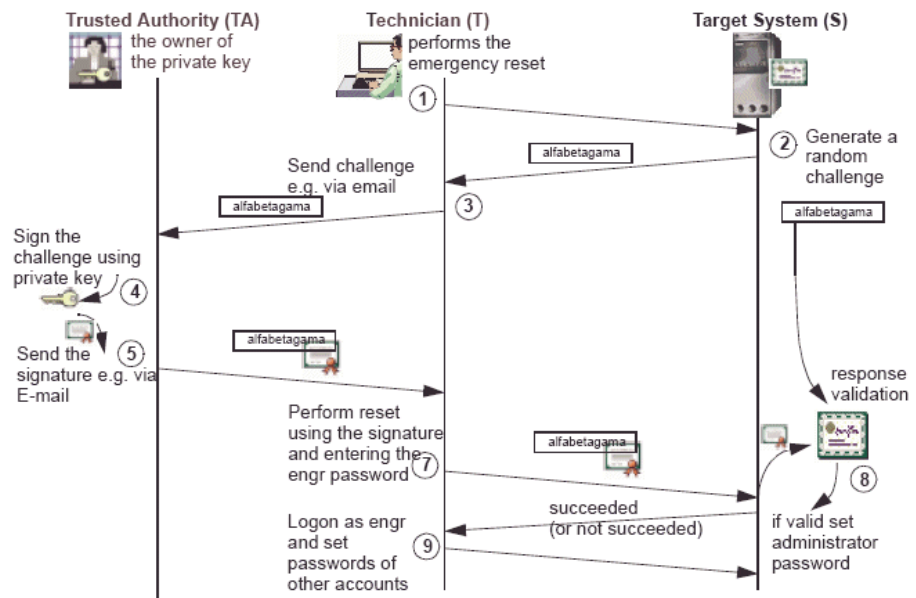 Trusted Authority (TA)
the owner of
the private key
Technician (T)
performs the
emergency reset
Target System (S)
1
2
Generate a
random
challenge
alfabetagama
Send challenge
e.g. via email
alfabetagama
3
alfabetagama
Sign the
challenge using
private key
4
5
Send the
signature e.g. via
E-mail
alfabetagama
response
validation
Perform reset
using the signature
and entering the
engr password
7
alfabetagama
8
succeeded
(or not succeeded)
if valid set
administrator
password
Logon as engr
and set
passwords of
other accounts
9